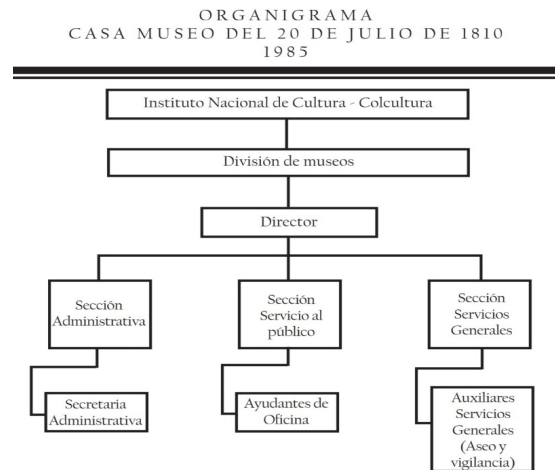 ORGANIGRAMA
CASA MUSEO DEL 20 DE JULIO DE 1810
1985
Instituto Nacional de Cultura - Colcultura
División de museos
Director
Sección
Administrativa
Sección
Servicio al
público
Sección
Servicios
Generales
Secretaria
Administrativa
Ayudantes de
Oficina
Auxiliares
Servicios
Generales
(Aseo y
vigilancia)